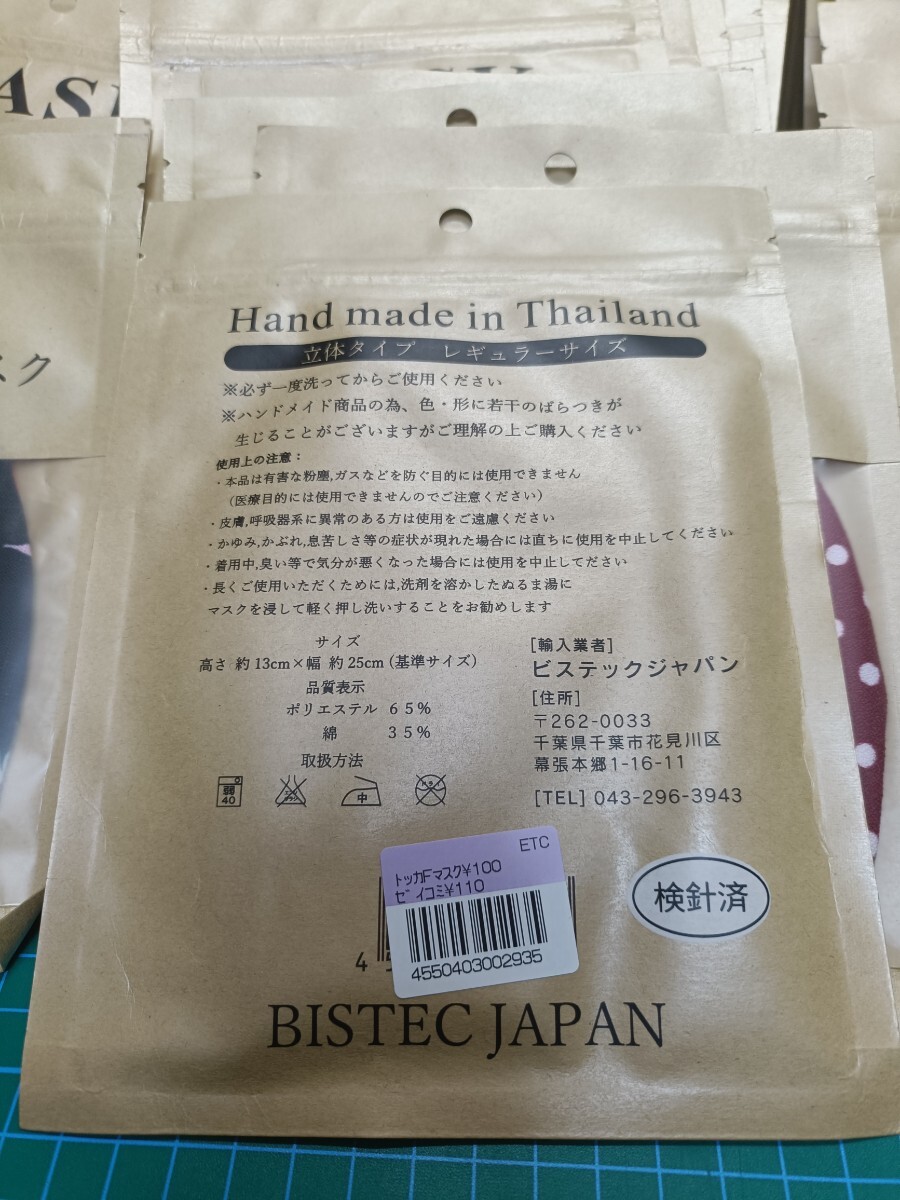 Hand made in Thailand
立体タイプ レギュラーサイズ
※必ず一度洗ってからご使用ください
※ハンドメイド商品の為、色・形に若干のばらつきが
生じることがございますがご理解の上ご購入ください
使用上の注意：
・本品は有害な粉塵,ガスなどを防ぐ目的には使用できません
（医療目的には使用できませんのでご注意ください）
・皮膚,呼吸器系に異常のある方は使用をご遠慮ください
・かゆみ,かぶれ,息苦しさ等の症状が現れた場合には直ちに使用を中止してください
・着用中,臭い等で気分が悪くなった場合には使用を中止してださい
・長くご使用いただくためには,洗剤を溶かしたぬるま湯に
マスクを浸して軽く押し洗いすることをお勧めします
サイズ
高さ 約13cm×幅 約25cm（基準サイズ）
品質表示
ポリエステル 65%
綿 35%
取扱方法
弱 40
中
[輸入業者]
ビステックジャパン
[住所]
〒262-0033
千葉県千葉市花見川区
幕張本郷1-16-11
[TEL] 043-296-3943
ETC
トッカFマスク¥100
ゼイコミ¥110
4550403002935
検針済
BISTEC JAPAN
スク